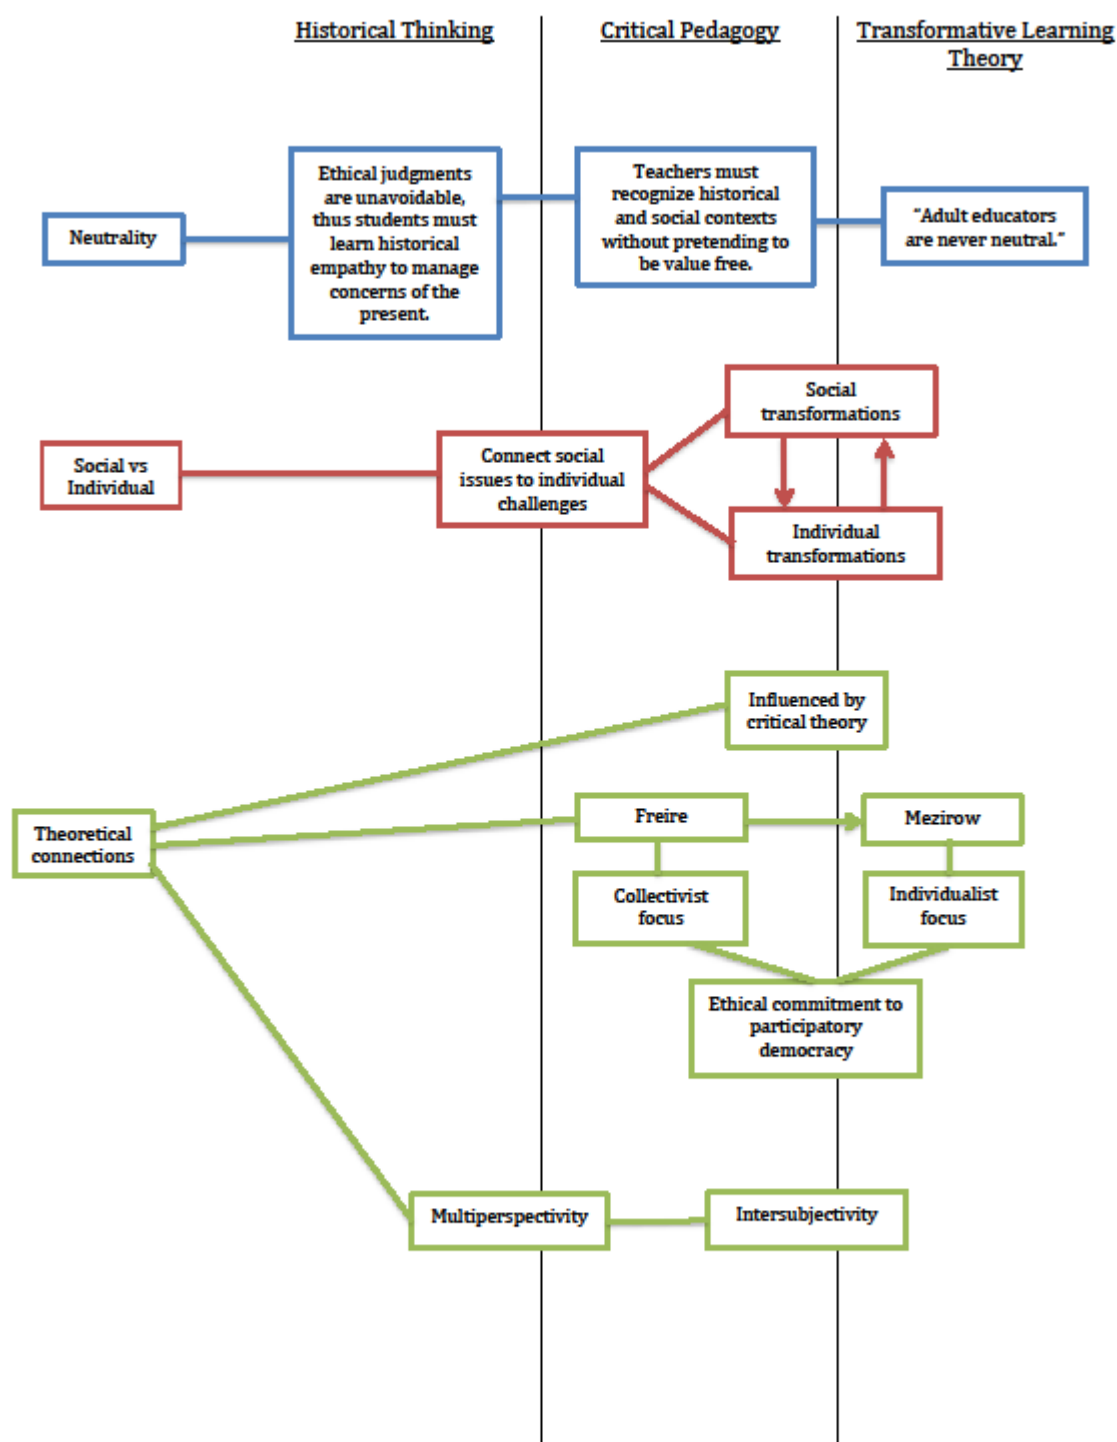 Historical Thinking
Critical Pedagogy
Transformative Learning
Theory
Neutrality
Ethical judgments
are unavoidable,
thus students must
learn historical
empathy to manage
concerns of the
present.
Teachers must
recognize historical
and social contexts
without pretending to
be value free.
“Adult educators
are never neutral.”
Social vs
Individual
Connect social
issues to individual
challenges
Social
transformations
Individual
transformations
Theoretical
connections
Influenced by
critical theory
Freire
Mezirow
Collectivist
focus
Individualist
focus
Ethical commitment to
participatory
democracy
Multiperspectivity
Intersubjectivity